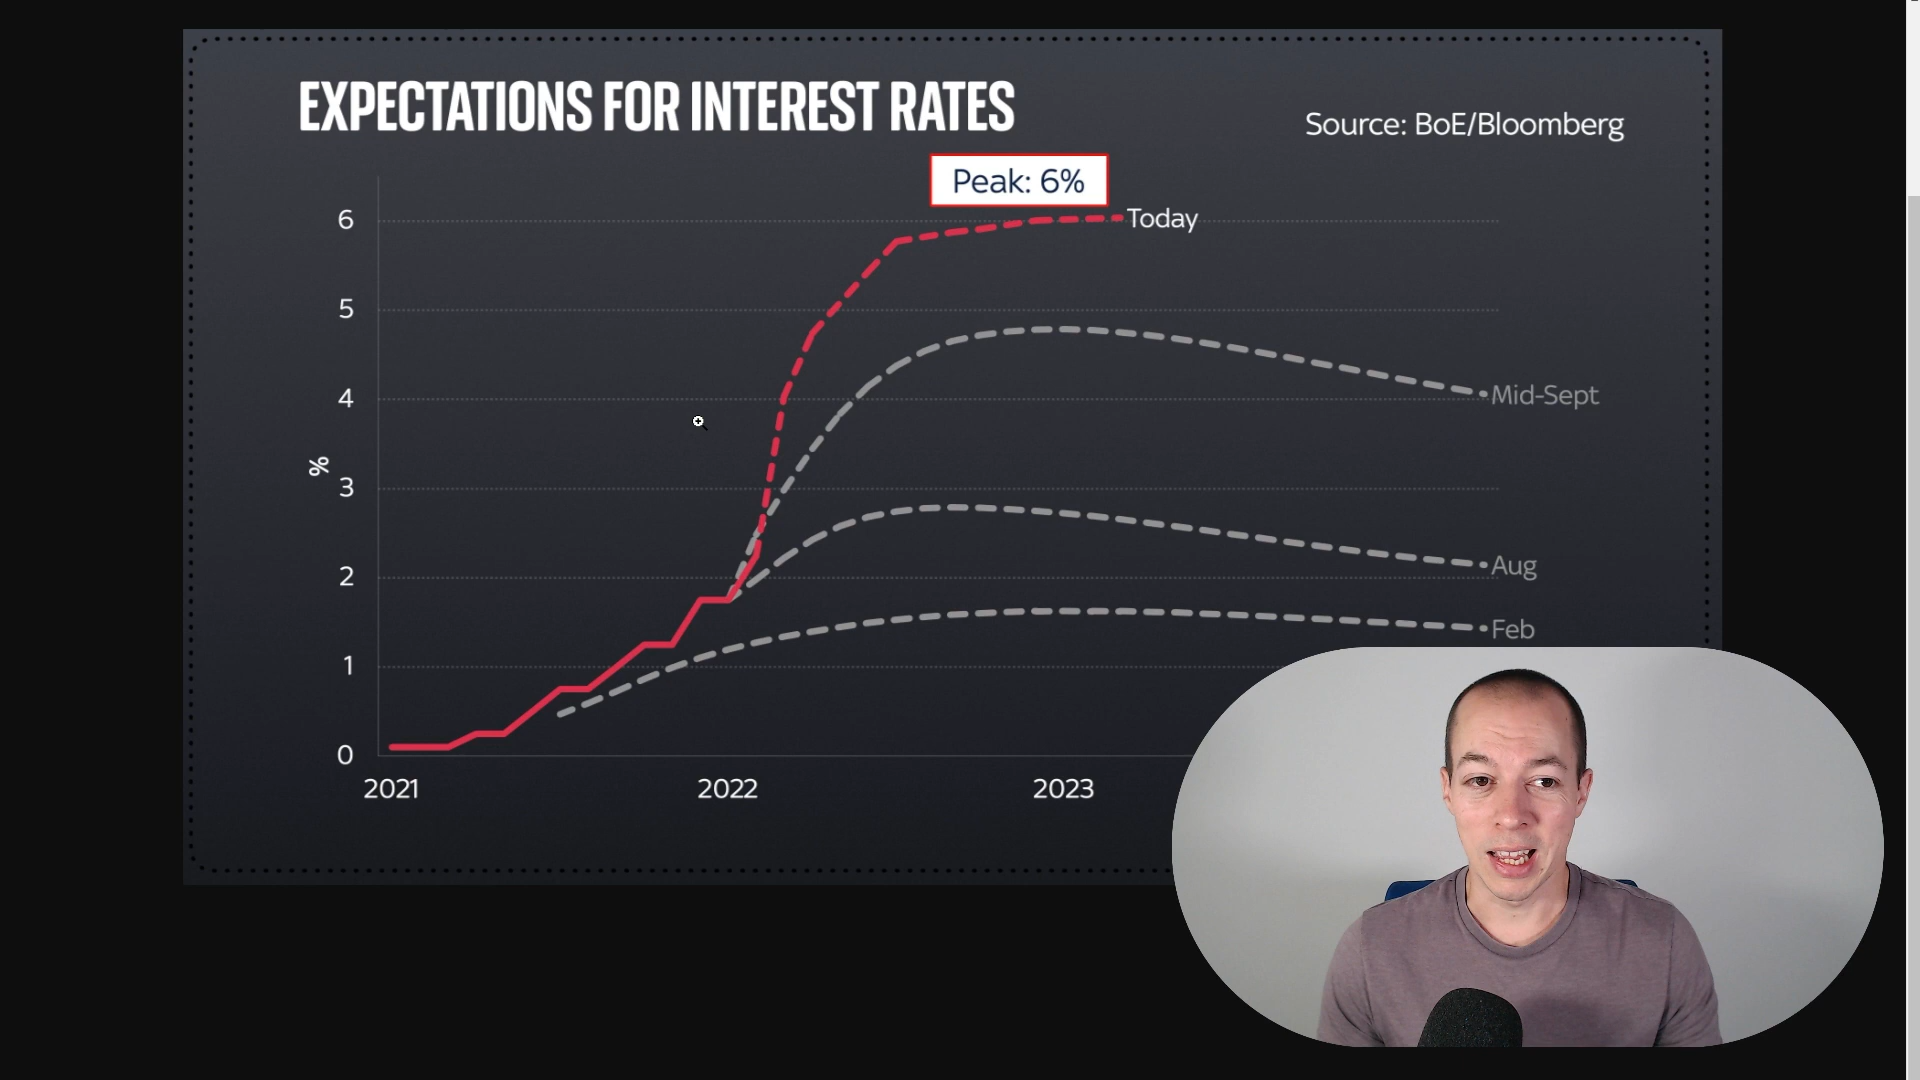 EXPECTATIONS FOR INTEREST RATES
Source: BoE/Bloomberg
Peak: 6%
Today
6
5
4
3
2
1
0
%
Mid-Sept
Aug
Feb
2021
2022
2023